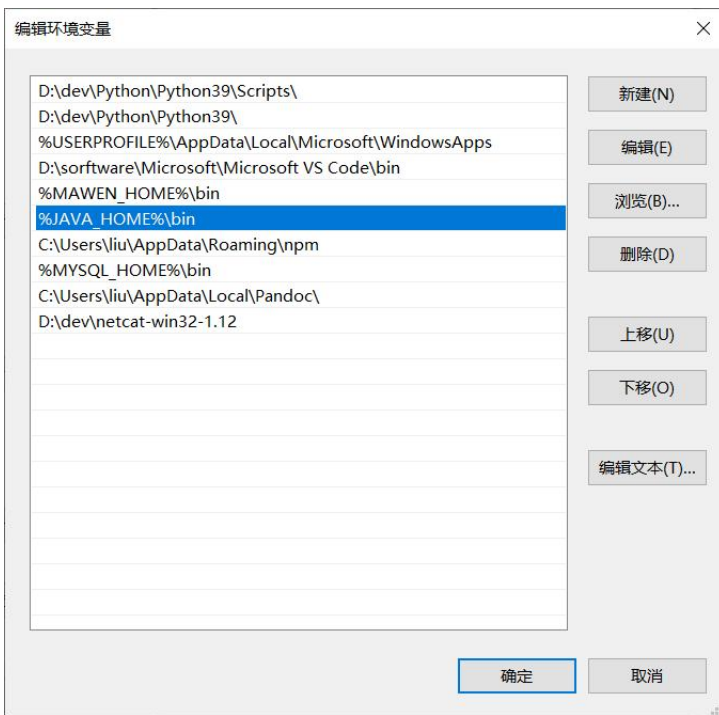 编辑环境变量
D:\dev\Python\Python39\Scripts\
D:\dev\Python\Python39\
%USERPROFILE%\AppData\Local\Microsoft\WindowsApps
D:\sorftware\Microsoft\Microsoft VS Code\bin
%MAWEN_HOME%\bin
%JAVA_HOME%\bin
C:\Users\liu\AppData\Roaming\npm
%MYSQL_HOME%\bin
C:\Users\liu\AppData\Local\Pandoc\
D:\dev\netcat-win32-1.12
新建(N)
编辑(E)
浏览(B)...
删除(D)
上移(U)
下移(O)
编辑文本(T)...
确定
取消